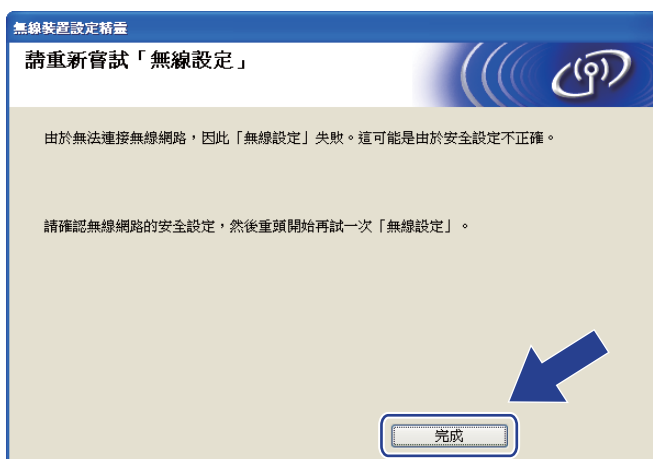 無線裝置設定精靈
請重新嘗試「無線設定」
由於無法連接無線網路，因此「無線設定」失敗。這可能是由於安全設定不正確。
請確認無線網路的安全設定，然後重頭開始再試一次「無線設定」。
完成